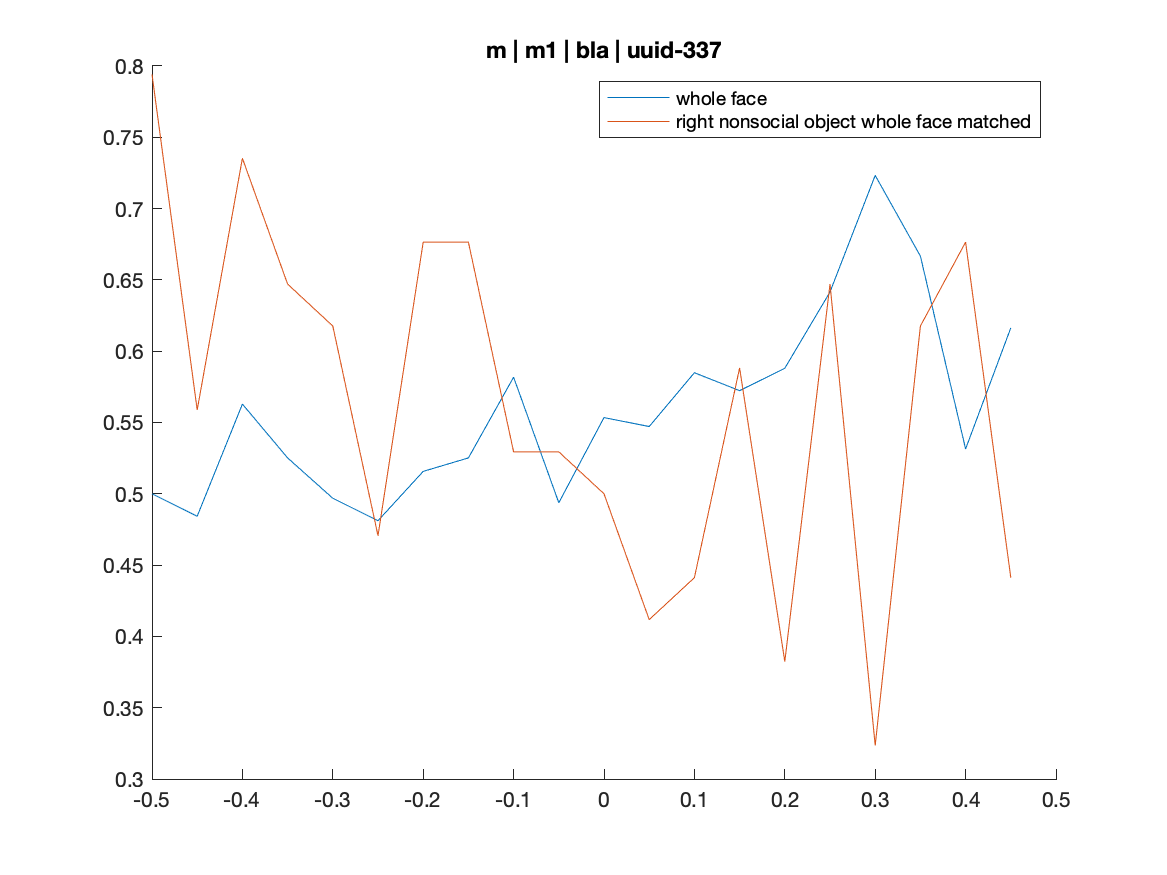 m | m1 | bla | uuid-337
whole face
right nonsocial object whole face matched
0.8
0.75
0.7
0.65
0.6
0.55
0.5
0.45
0.4
0.35
0.3
-0.5 -0.4 -0.3 -0.2 -0.1 0 0.1 0.2 0.3 0.4 0.5